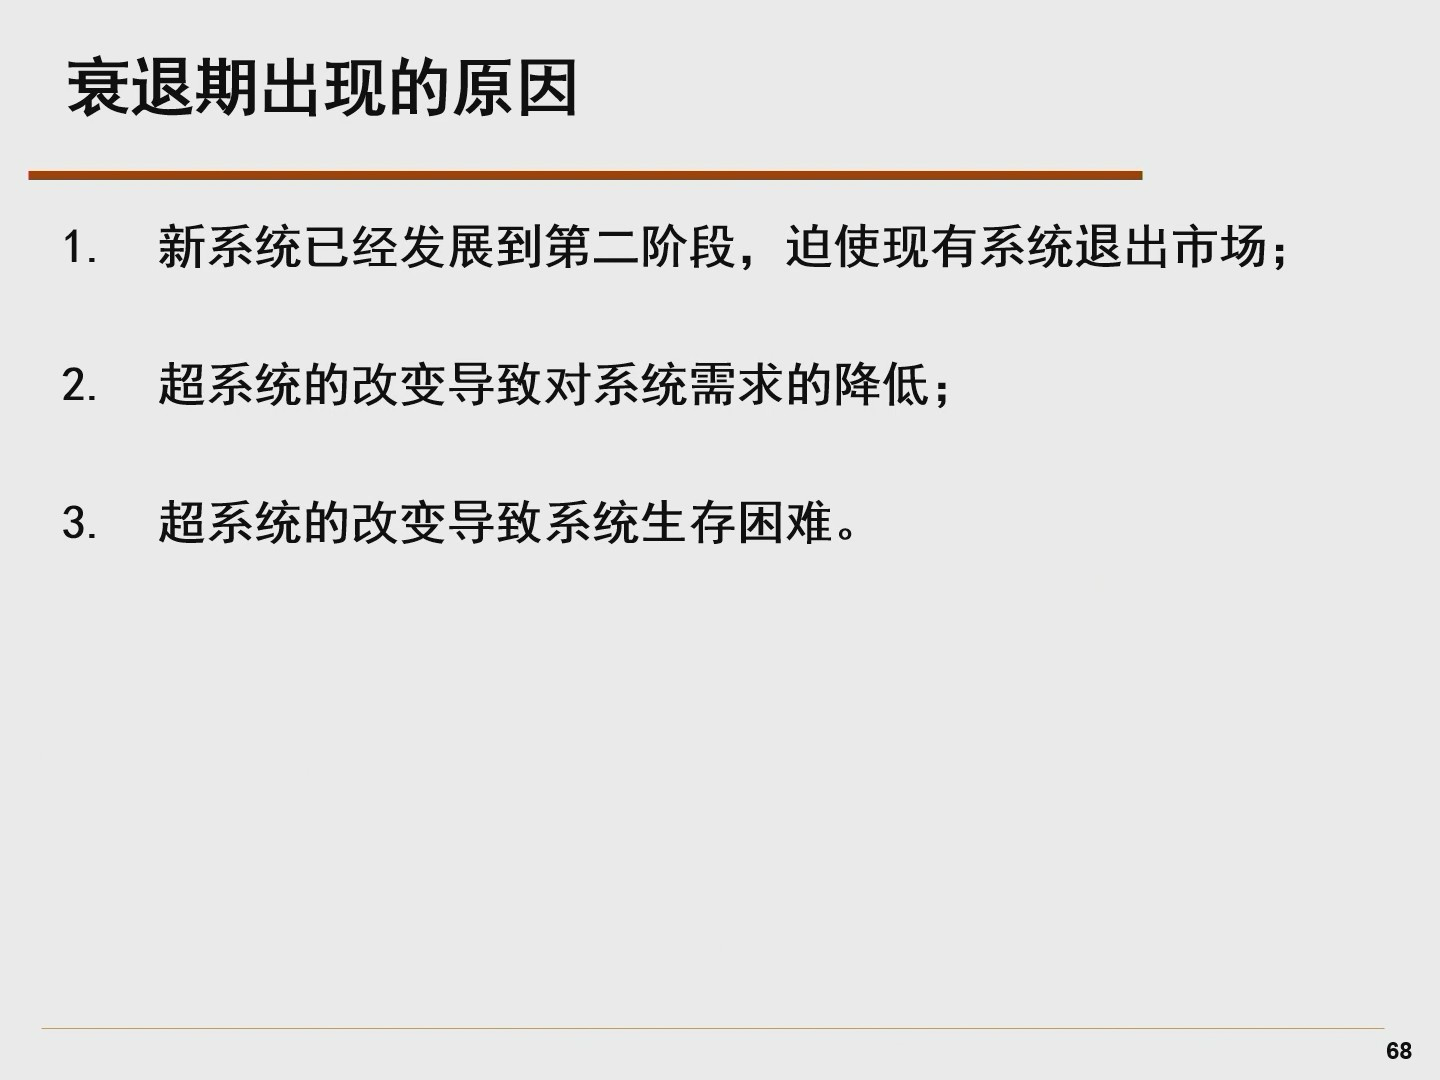 衰退期出现的原因
1. 新系统已经发展到第二阶段，迫使现有系统退出市场；
2. 超系统的改变导致对系统需求的降低；
3. 超系统的改变导致系统生存困难。
68